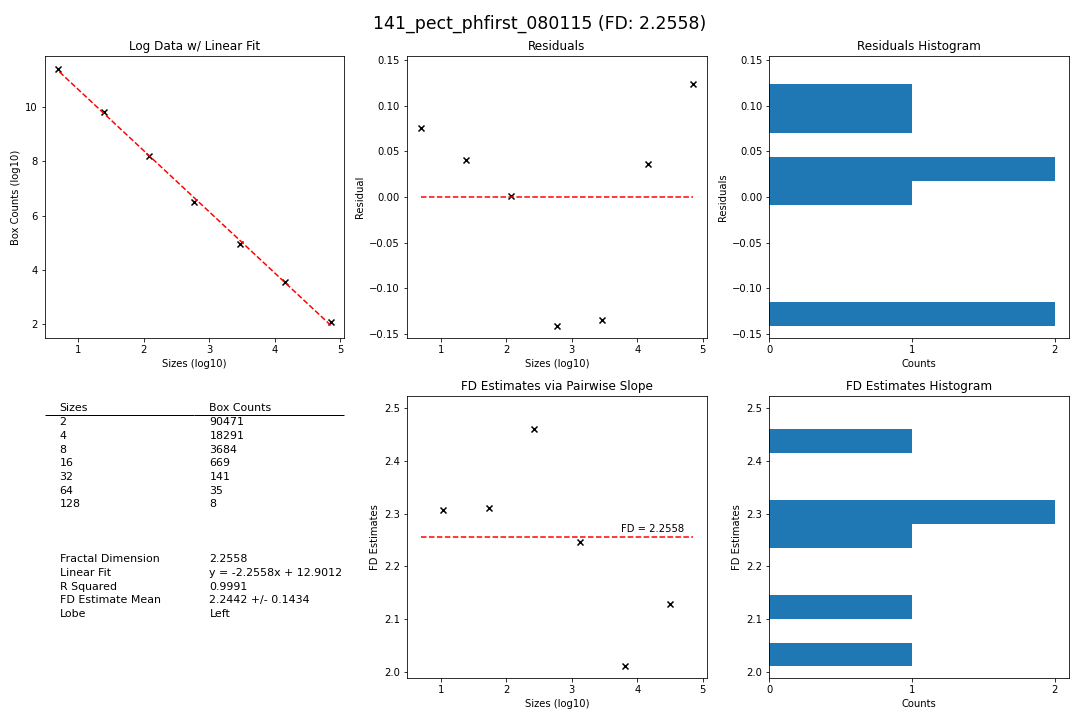 141_pect_phfirst_080115 (FD: 2.2558)
Log Data w/ Linear Fit
Box Counts (log10)
10
8
6
4
2
1
2
3
4
5
Sizes (log10)
Residuals
Residual
0.15
0.10
0.05
0.00
−0.05
−0.10
−0.15
1
2
3
4
5
Sizes (log10)
Residuals Histogram
Residuals
0.15
0.10
0.05
0.00
−0.05
−0.10
−0.15
0
1
2
Counts
Sizes Box Counts
2 90471
4 18291
8 3684
16 669
32 141
64 35
128 8
Fractal Dimension 2.2558
Linear Fit y = -2.2558x + 12.9012
R Squared 0.9991
FD Estimate Mean 2.2442 +/- 0.1434
Lobe Left
FD Estimates via Pairwise Slope
FD Estimates
2.5
2.4
2.3
2.2
2.1
2.0
FD = 2.2558
1
2
3
4
5
Sizes (log10)
FD Estimates Histogram
FD Estimates
2.5
2.4
2.3
2.2
2.1
2.0
0
1
2
Counts